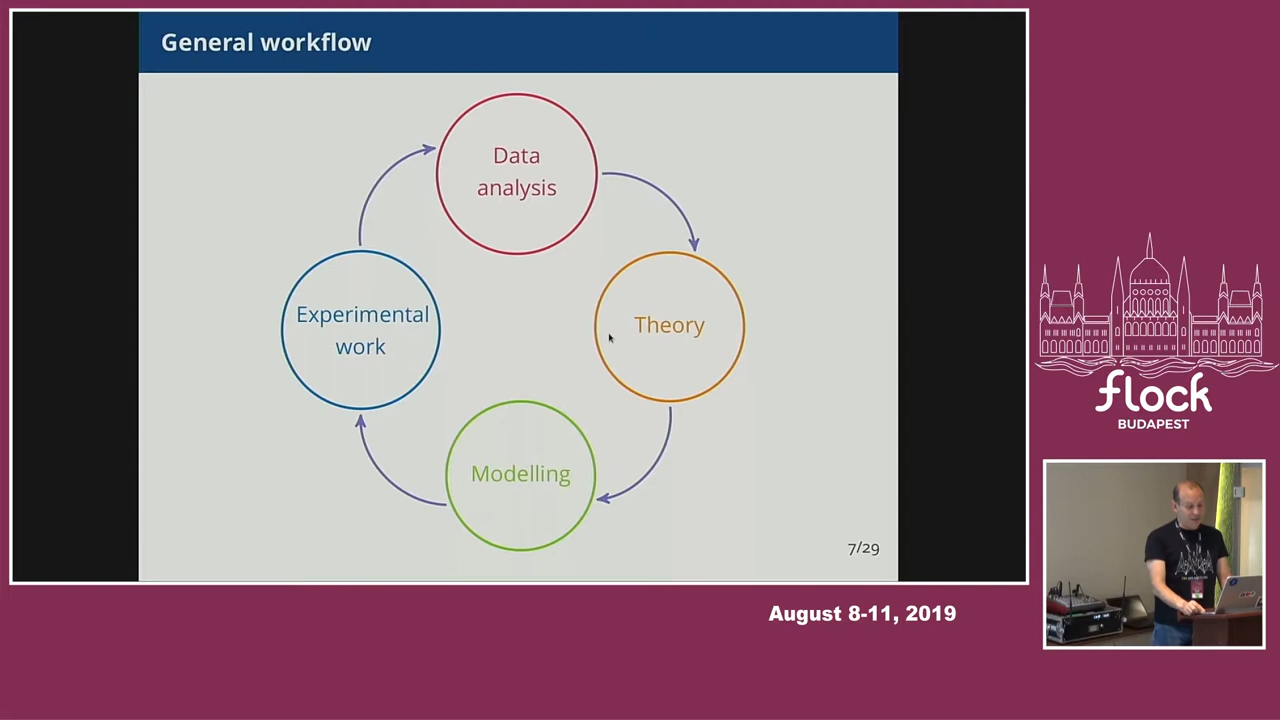 General workflow
Data
analysis
Experimental
work
Theory
Modelling
7/29
flock
BUDAPEST
August 8-11, 2019